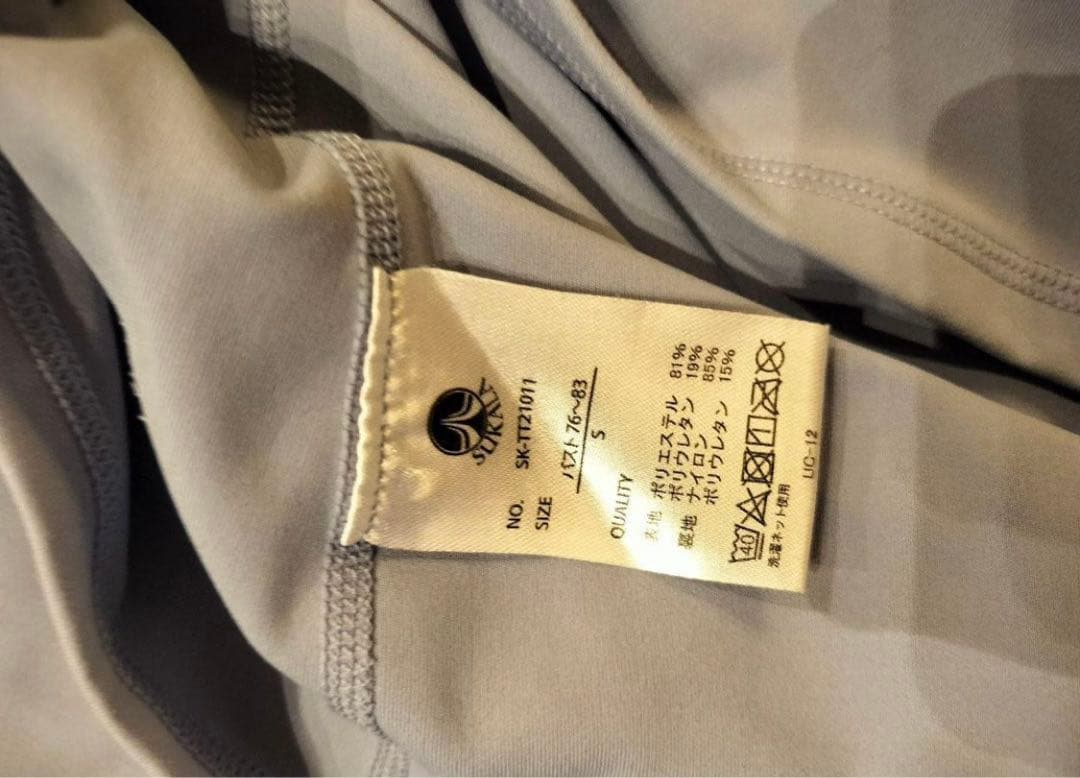 SUKALA
NO. SK-TT21011
SIZE バスト76〜83
S
QUALITY
表地 ポリエステル 81%
ポリウレタン 19%
裏地 ナイロン 85%
ポリウレタン 15%
40
洗濯ネット使用
LIC-12